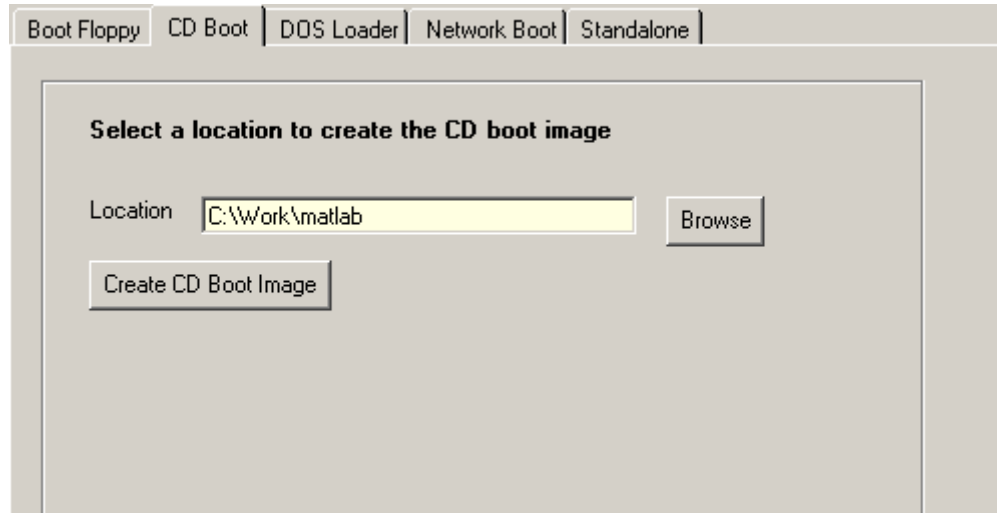 Boot Floppy CD Boot DOS Loader Network Boot Standalone
Select a location to create the CD boot image
Location C:\Work\matlab Browse
Create CD Boot Image